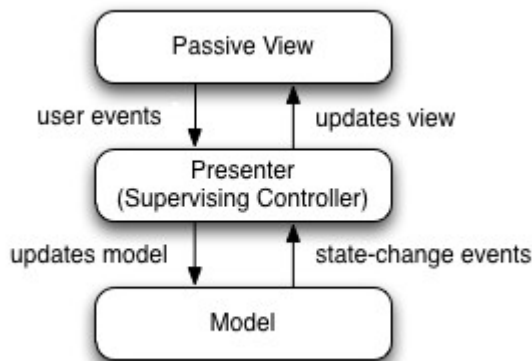 Passive View
user events
updates view
Presenter
(Supervising Controller)
updates model
state-change events
Model